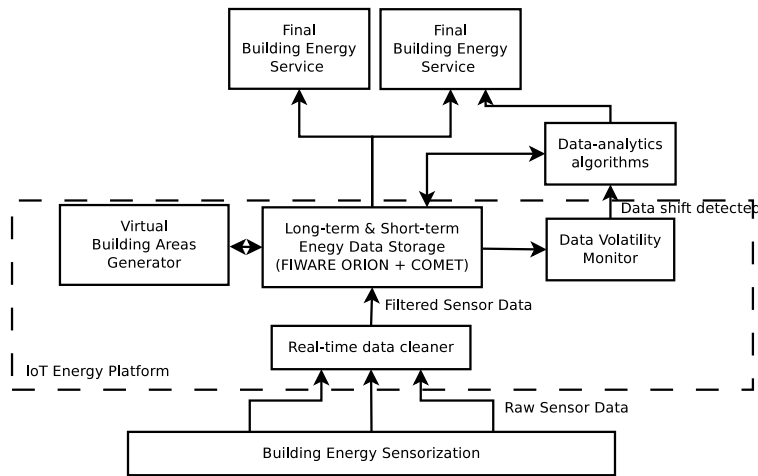 Final
Building Energy
Service
Final
Building Energy
Service
Data-analytics
algorithms
Data shift detected
Virtual
Building Areas
Generator
Long-term & Short-term
Enegy Data Storage
(FIWARE ORION + COMET)
Data Volatility
Monitor
Filtered Sensor Data
Real-time data cleaner
IoT Energy Platform
Raw Sensor Data
Building Energy Sensorization